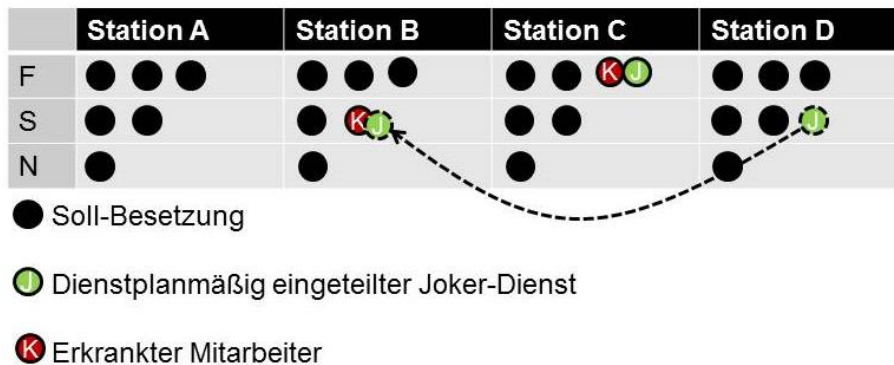 Station A Station B Station C Station D
F K J
S K J J
N
Soll-Besetzung
J Dienstplanmäßig eingeteilter Joker-Dienst
K Erkrankter Mitarbeiter